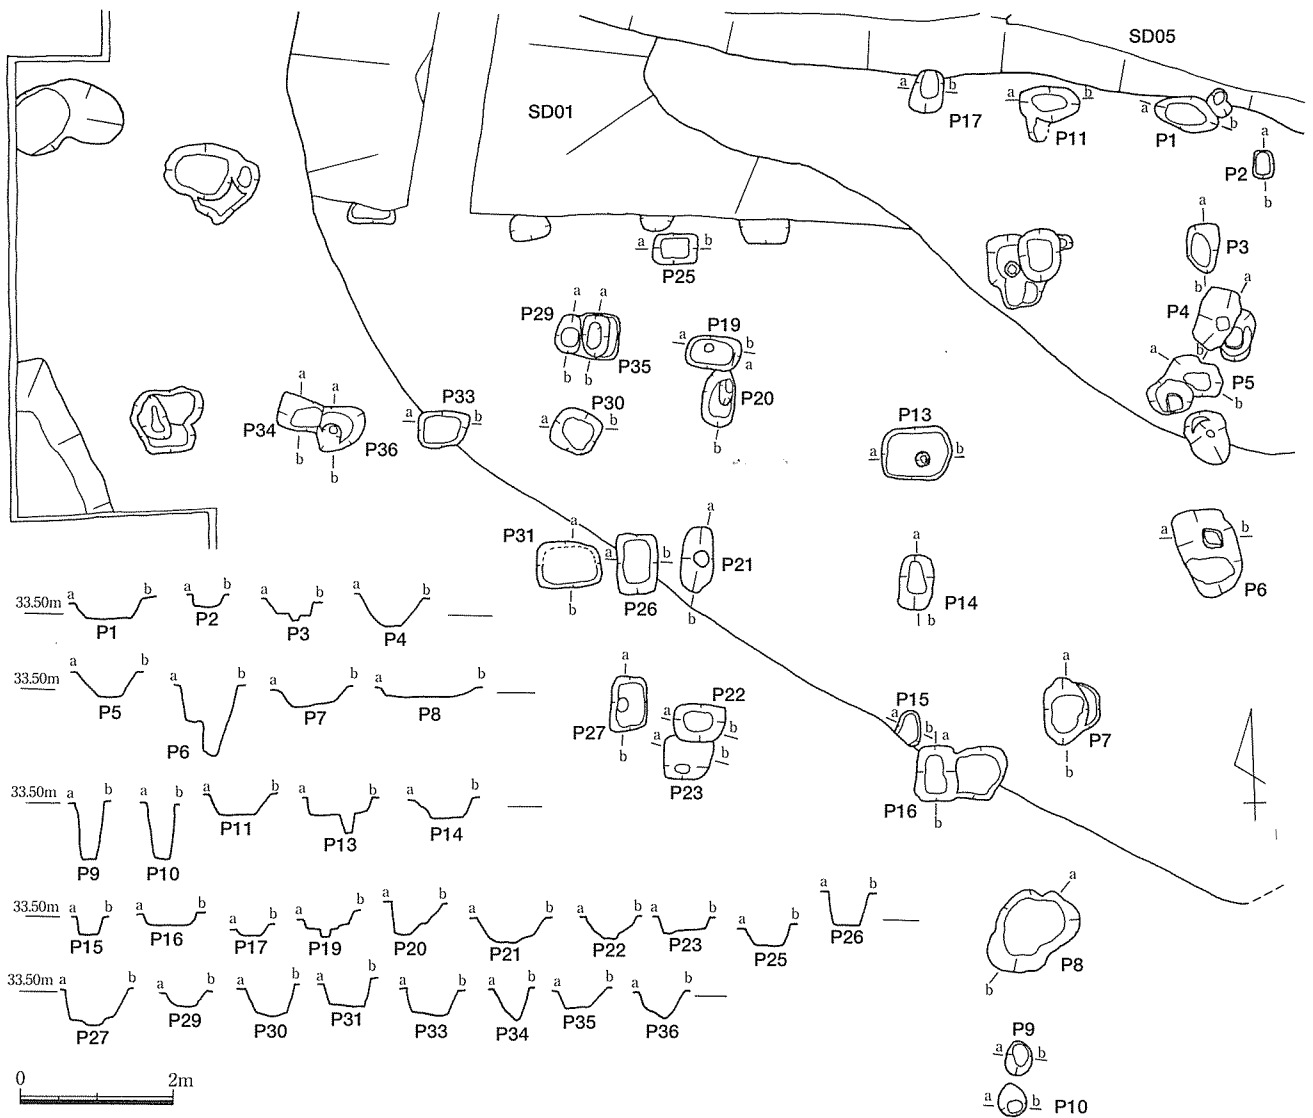 SD05
SD01
a b P17
a b P11
a b P1
a P2 b
a P3 b
a P4 b
a P5 b
a b P25
a a P29 P35 b b
P19 a b
a P20 b
a P30 b
P33 a b
a a P34 P36 b b
P13 a b
P31 a b
a b P26
a P21 b
P14 b
a b P6
a P27 b
P22 a b
a b P23
P15 a b
a P16 b
a P7 b
a P8 b
P9 a b
a b P10
33.50m a b a b a b a b
P1 P2 P3 P4
33.50m a b a b a b a b
P5 P6 P7 P8
33.50m a b a b a b a b a b
P9 P10 P11 P13 P14
33.50m a b a b a b a b a b a b a b a b a b a b
P15 P16 P17 P19 P20 P21 P22 P23 P25 P26
33.50m a b a b a b a b a b a b a b a b
P27 P29 P30 P31 P33 P34 P35 P36
0 2m